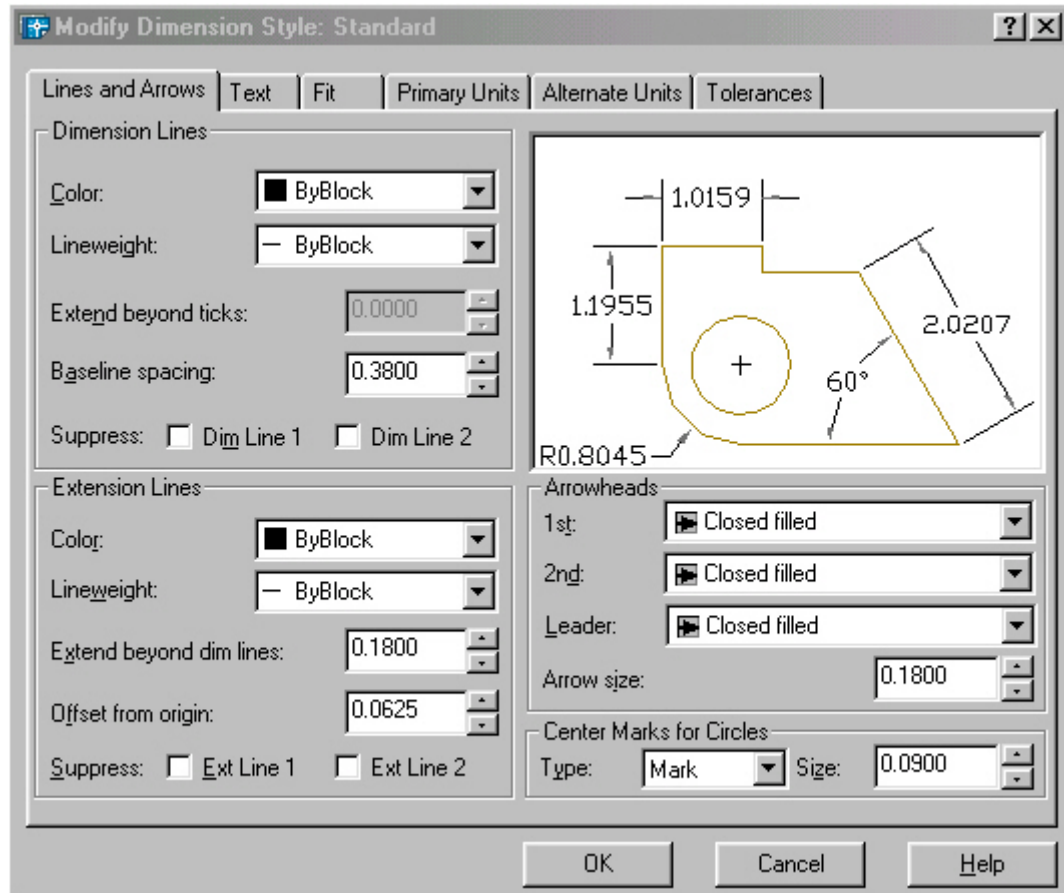 Modify Dimension Style: Standard
Lines and Arrows Text Fit Primary Units Alternate Units Tolerances
Dimension Lines
Color: ByBlock
Lineweight: ByBlock
Extend beyond ticks: 0.0000
Baseline spacing: 0.3800
Suppress: Dim Line 1 Dim Line 2
1.0159
1.1955
2.0207
60°
R0.8045
Extension Lines
Color: ByBlock
Lineweight: ByBlock
Extend beyond dim lines: 0.1800
Offset from origin: 0.0625
Suppress: Ext Line 1 Ext Line 2
Arrowheads
1st: Closed filled
2nd: Closed filled
Leader: Closed filled
Arrow size: 0.1800
Center Marks for Circles
Type: Mark Size: 0.0900
OK Cancel Help